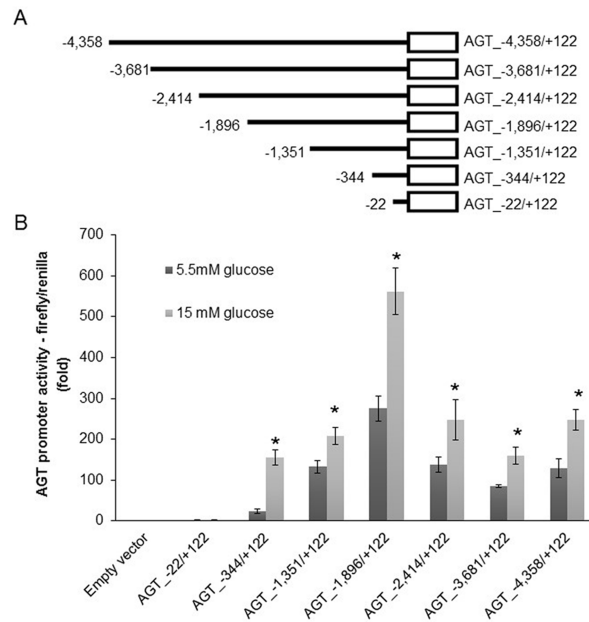 A
-4,358 AGT_-4,358/+122
-3,681 AGT_-3,681/+122
-2,414 AGT_-2,414/+122
-1,896 AGT_-1,896/+122
-1,351 AGT_-1,351/+122
-344 AGT_-344/+122
-22 AGT_-22/+122
B
AGT promoter activity - firefly/renilla
(fold)
700
600
500
400
300
200
100
0
5.5mM glucose
15 mM glucose
*
*
*
*
*
*
Empty vector
AGT_-22/+122
AGT_-344/+122
AGT_-1,351/+122
AGT_-1,896/+122
AGT_-2,414/+122
AGT_-3,681/+122
AGT_-4,358/+122